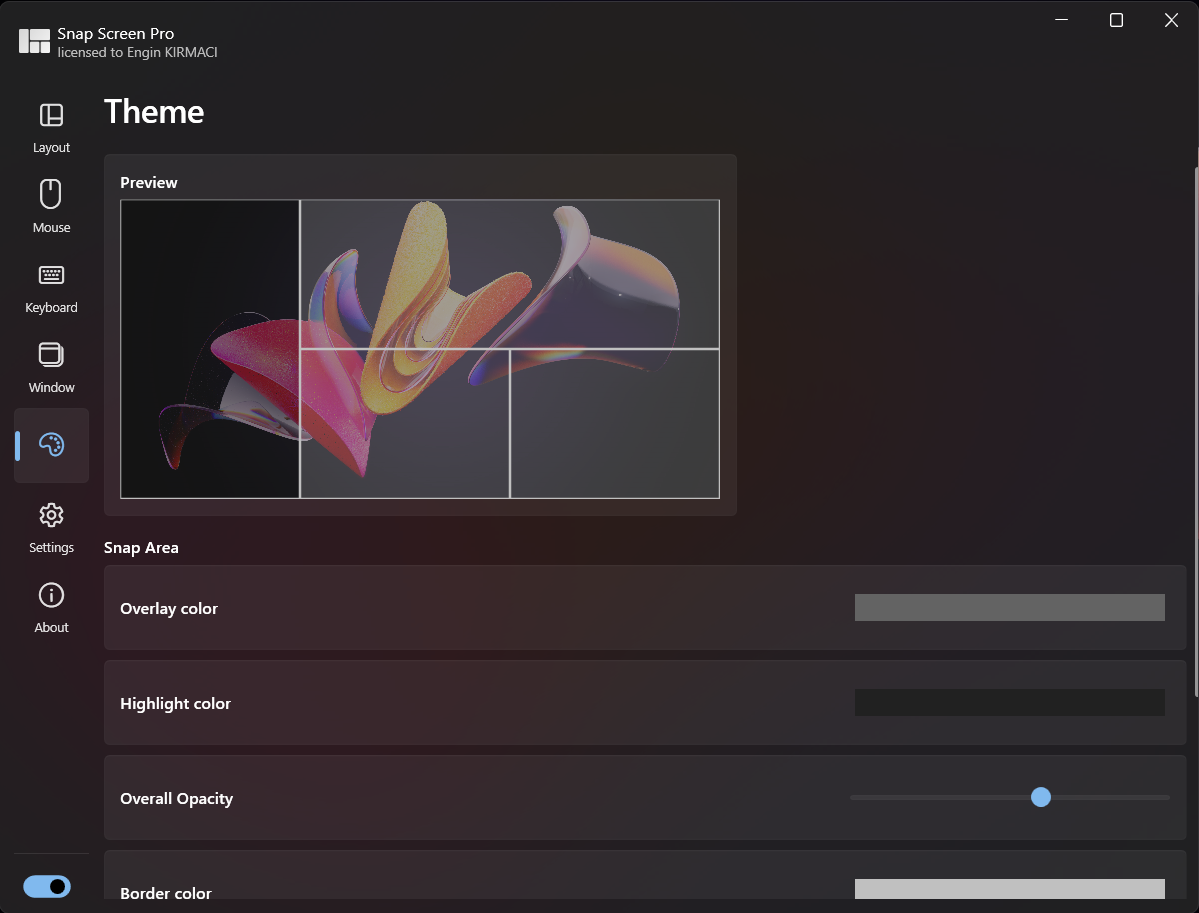 Snap Screen Pro
licensed to Engin KIRMACI
Layout
Mouse
Keyboard
Window
Settings
About
Theme
Preview
Snap Area
Overlay color
Highlight color
Overall Opacity
Border color